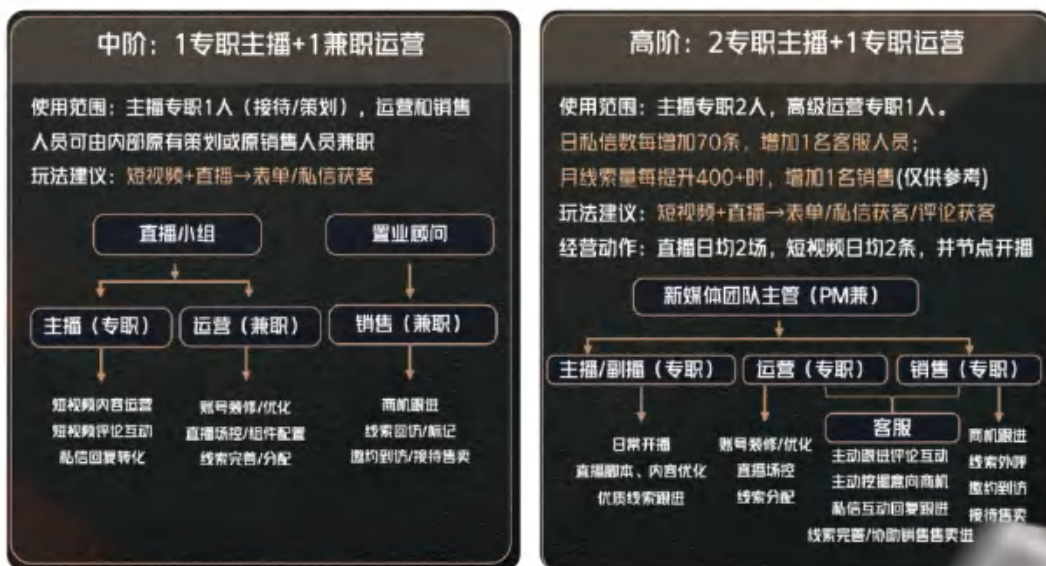 中阶：1专职主播+1兼职运营
使用范围：主播专职1人（接待/策划），运营和销售
人员可由内部原有策划或原销售人员兼职
玩法建议：短视频+直播→表单/私信获客
直播小组
置业顾问
主播（专职）
运营（兼职）
销售（兼职）
短视频内容运营
短视频评论互动
私信回复转化
账号装修/优化
直播场控/组件配置
线索完善/分配
商机跟进
线索回访/标记
邀约到访/接待售卖
高阶：2专职主播+1专职运营
使用范围：主播专职2人，高级运营专职1人。
日私信数每增加70条，增加1名客服人员；
月线索量每提升400+时，增加1名销售(仅供参考)
玩法建议：短视频+直播→表单/私信获客/评论获客
经营动作：直播日均2场，短视频日均2条，并节点开播
新媒体团队主管（PM兼）
主播/副播（专职）
运营（专职）
销售（专职）
日常开播
直播脚本、内容优化
优质线索跟进
账号装修/优化
直播场控
线索分配
客服
主动跟进评论互动
主动挖掘意向商机
私信互动回复跟进
线索完善/协助销售售卖进
商机跟进
线索外呼
邀约到访
接待售卖